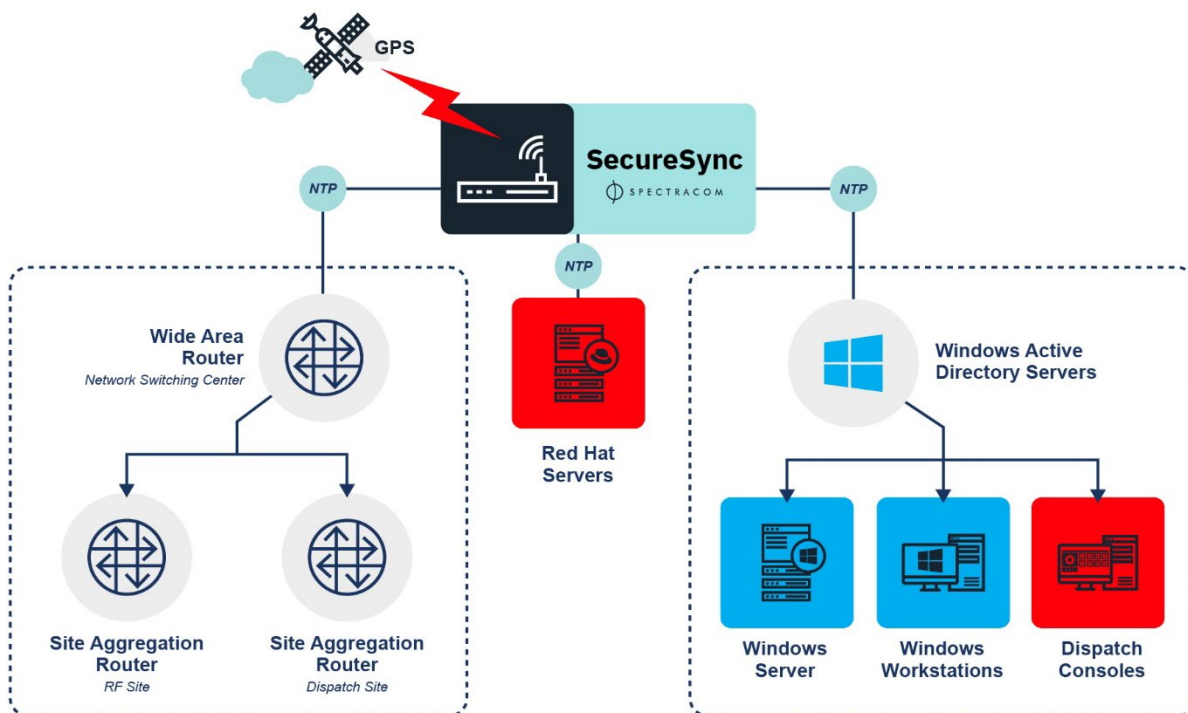 GPS
SecureSync
SPECTRACOM
NTP
NTP
NTP
Wide Area
Router
Network Switching Center
Windows Active
Directory Servers
Red Hat
Servers
Site Aggregation
Router
RF Site
Site Aggregation
Router
Dispatch Site
Windows
Server
Windows
Workstations
Dispatch
Consoles